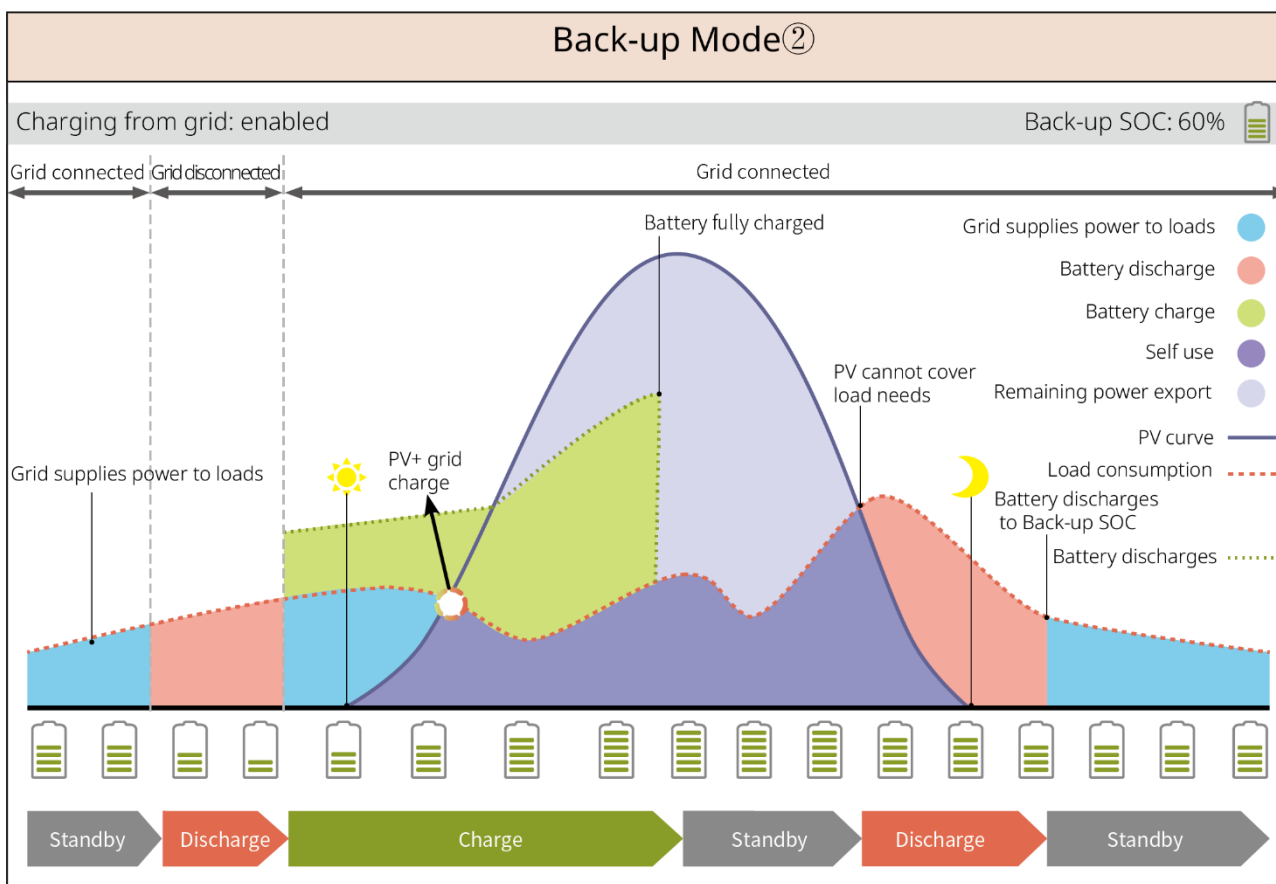 Back-up Mode②
Charging from grid: enabled
Back-up SOC: 60%
Grid connected
Grid disconnected
Grid connected
Battery fully charged
Grid supplies power to loads
Battery discharge
Battery charge
Self use
Remaining power export
PV curve
Load consumption
Battery discharges
PV cannot cover
load needs
Grid supplies power to loads
PV+ grid
charge
Battery discharges
to Back-up SOC
Standby
Discharge
Charge
Standby
Discharge
Standby